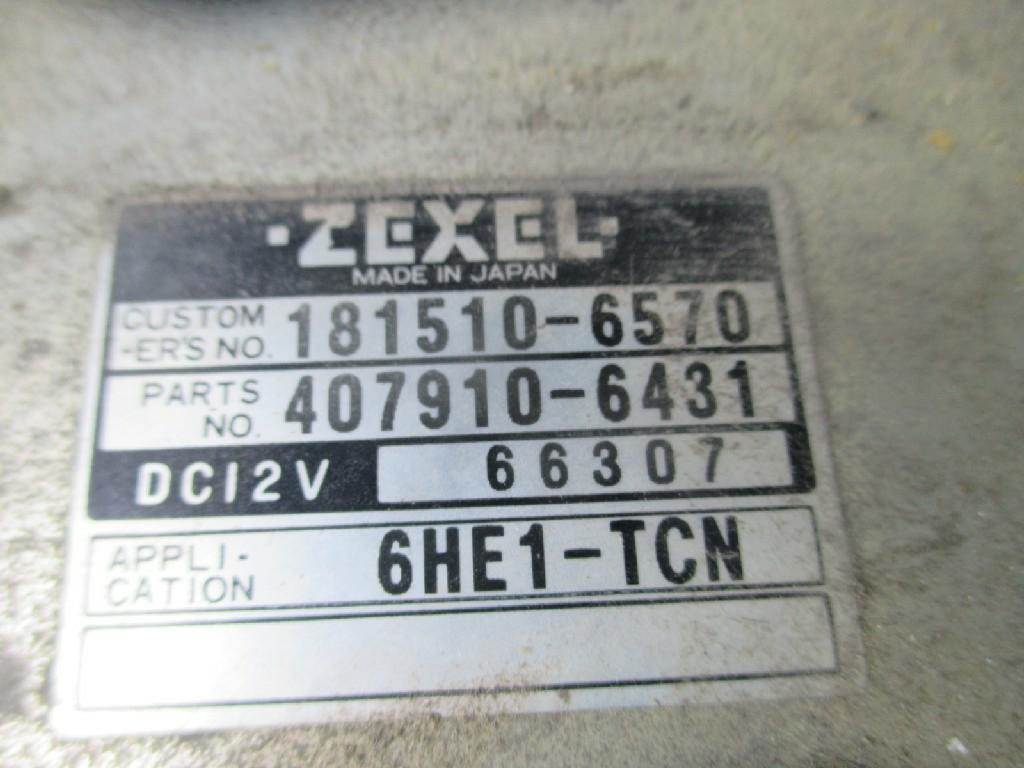 ZEXEL
MADE IN JAPAN
CUSTOM
-ER'S NO. 181510-6570
PARTS
NO. 407910-6431
DC12V 66307
APPLI-
CATION 6HE1-TCN